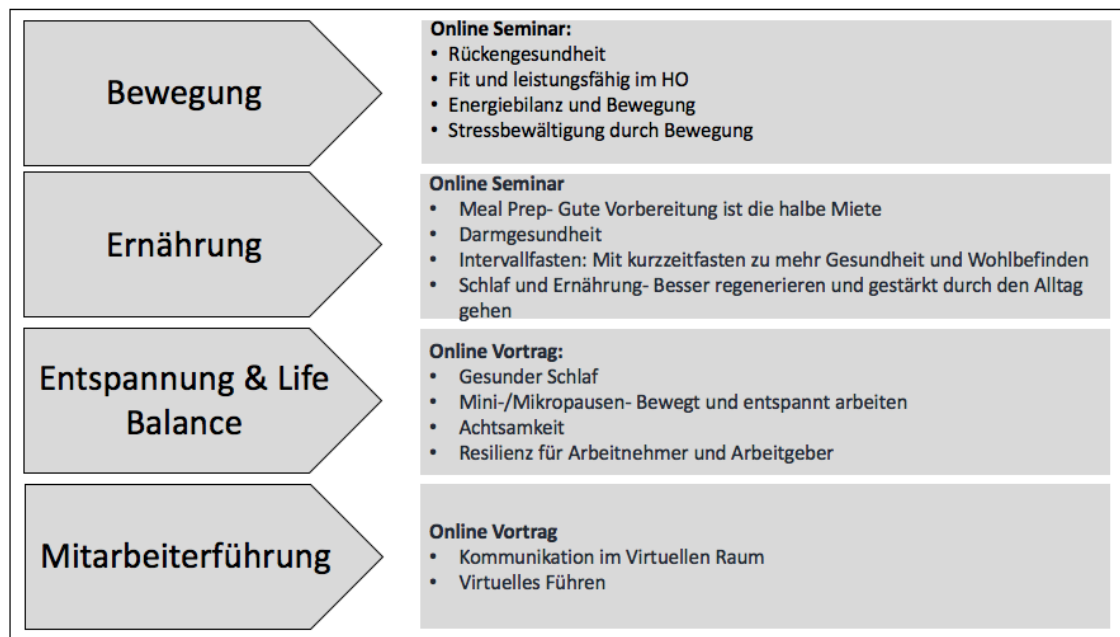 Bewegung
Online Seminar:
• Rückengesundheit
• Fit und leistungsfähig im HO
• Energiebilanz und Bewegung
• Stressbewältigung durch Bewegung
Ernährung
Online Seminar
• Meal Prep- Gute Vorbereitung ist die halbe Miete
• Darmgesundheit
• Intervallfasten: Mit kurzzeitfasten zu mehr Gesundheit und Wohlbefinden
• Schlaf und Ernährung- Besser regenerieren und gestärkt durch den Alltag
gehen
Entspannung & Life
Balance
Online Vortrag:
• Gesunder Schlaf
• Mini-/Mikropausen- Bewegt und entspannt arbeiten
• Achtsamkeit
• Resilienz für Arbeitnehmer und Arbeitgeber
Mitarbeiterführung
Online Vortrag
• Kommunikation im Virtuellen Raum
• Virtuelles Führen